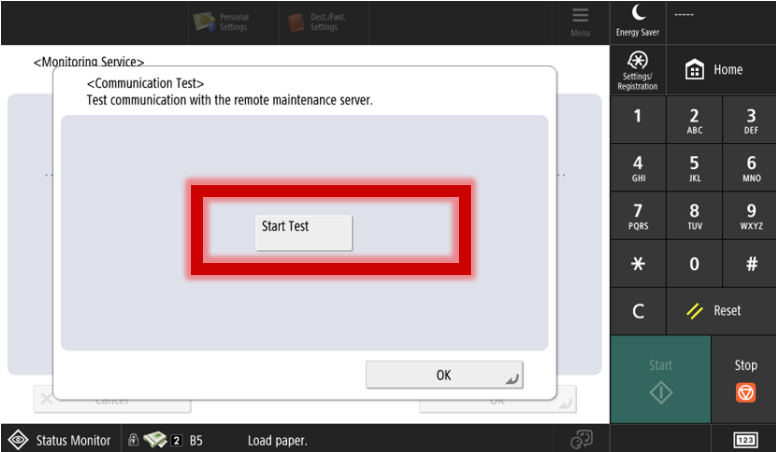 Personal
Settings
Dest./Fwd.
Settings
Menu
Energy Saver
-----
<Monitoring Service>
<Communication Test>
Test communication with the remote maintenance server.
Start Test
OK
Cancel
OK
Settings/
Registration
Home
1
2
ABC
3
DEF
4
GHI
5
JKL
6
MNO
7
PQRS
8
TUV
9
WXYZ
0
#
C
Reset
Start
Stop
Status Monitor
2 B5
Load paper.
123